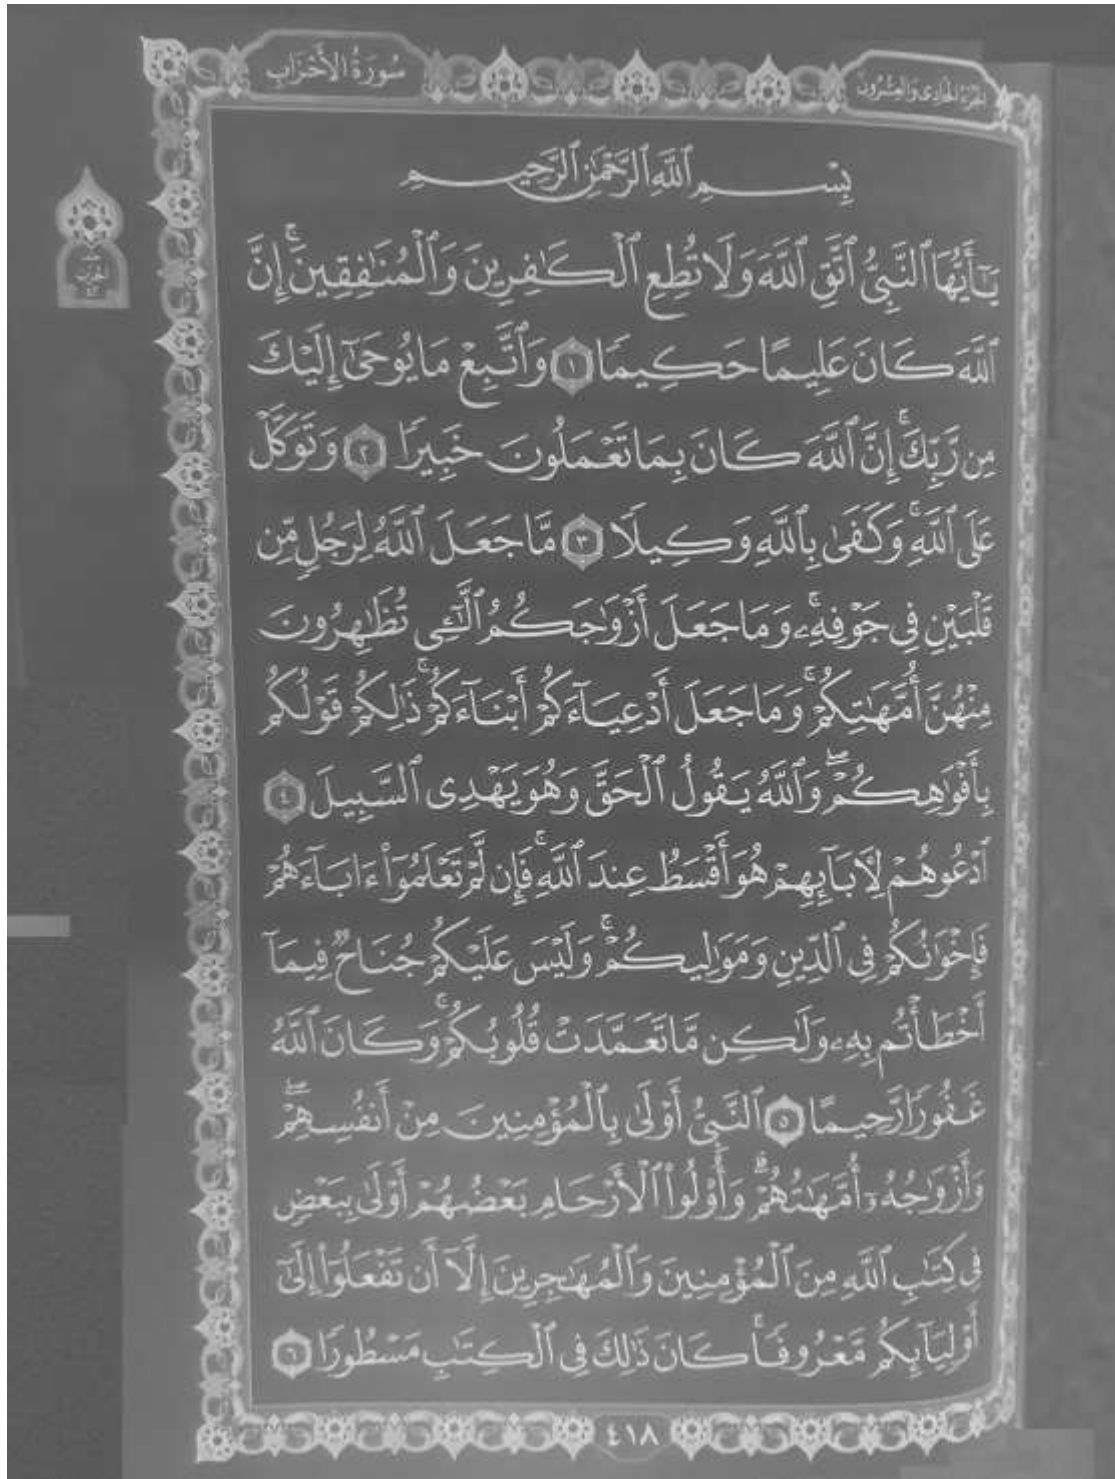 الجزء الحادي والعشرون
سُورَةُ الأَحْزَابِ
بِسْمِ ٱللَّهِ ٱلرَّحْمَٰنِ ٱلرَّحِيمِ
يَٰٓأَيُّهَا ٱلنَّبِىُّ ٱتَّقِ ٱللَّهَ وَلَا تُطِعِ ٱلْكَٰفِرِينَ وَٱلْمُنَٰفِقِينَۚ إِنَّ
ٱللَّهَ كَانَ عَلِيمًا حَكِيمًا ١ وَٱتَّبِعْ مَا يُوحَىٰٓ إِلَيْكَ
مِن رَّبِّكَۚ إِنَّ ٱللَّهَ كَانَ بِمَا تَعْمَلُونَ خَبِيرًا ٢ وَتَوَكَّلْ
عَلَى ٱللَّهِۚ وَكَفَىٰ بِٱللَّهِ وَكِيلًا ٣ مَّا جَعَلَ ٱللَّهُ لِرَجُلٍ مِّن
قَلْبَيْنِ فِى جَوْفِهِۦۚ وَمَا جَعَلَ أَزْوَٰجَكُمُ ٱلَّٰٓـِٔى تُظَٰهِرُونَ
مِنْهُنَّ أُمَّهَٰتِكُمْۚ وَمَا جَعَلَ أَدْعِيَآءَكُمْ أَبْنَآءَكُمْۚ ذَٰلِكُمْ قَوْلُكُم
بِأَفْوَٰهِكُمْۖ وَٱللَّهُ يَقُولُ ٱلْحَقَّ وَهُوَ يَهْدِى ٱلسَّبِيلَ ٤
ٱدْعُوهُمْ لِءَابَآئِهِمْ هُوَ أَقْسَطُ عِندَ ٱللَّهِۚ فَإِن لَّمْ تَعْلَمُوٓا۟ ءَابَآءَهُمْ
فَإِخْوَٰنُكُمْ فِى ٱلدِّينِ وَمَوَٰلِيكُمْۚ وَلَيْسَ عَلَيْكُمْ جُنَاحٌ فِيمَآ
أَخْطَأْتُم بِهِۦ وَلَٰكِن مَّا تَعَمَّدَتْ قُلُوبُكُمْۚ وَكَانَ ٱللَّهُ
غَفُورًا رَّحِيمًا ٥ ٱلنَّبِىُّ أَوْلَىٰ بِٱلْمُؤْمِنِينَ مِنْ أَنفُسِهِمْۖ
وَأَزْوَٰجُهُۥٓ أُمَّهَٰتُهُمْۗ وَأُو۟لُوا۟ ٱلْأَرْحَامِ بَعْضُهُمْ أَوْلَىٰ بِبَعْضٍ
فِى كِتَٰبِ ٱللَّهِ مِنَ ٱلْمُؤْمِنِينَ وَٱلْمُهَٰجِرِينَ إِلَّآ أَن تَفْعَلُوٓا۟ إِلَىٰٓ
أَوْلِيَآئِكُم مَّعْرُوفًاۚ كَانَ ذَٰلِكَ فِى ٱلْكِتَٰبِ مَسْطُورًا ٦
٤١٨